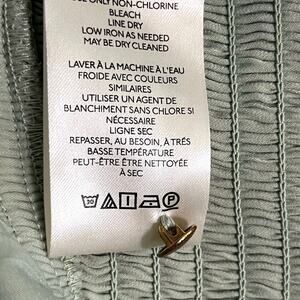 ONLY NON-CHLORINE
BLEACH
LINE DRY
LOW IRON AS NEEDED
MAY BE DRY CLEANED
LAVER À LA MACHINE À L'EAU
FROIDE AVEC COULEURS
SIMILAIRES
UTILISER UN AGENT DE
BLANCHIMENT SANS CHLORE SI
NÉCESSAIRE
LIGNE SEC
REPASSER, AU BESOIN, À TRÉS
BASSE TEMPÉRATURE
PEUT-ÊTRE ÊTRE NETTOYÉE
À SEC
30 P